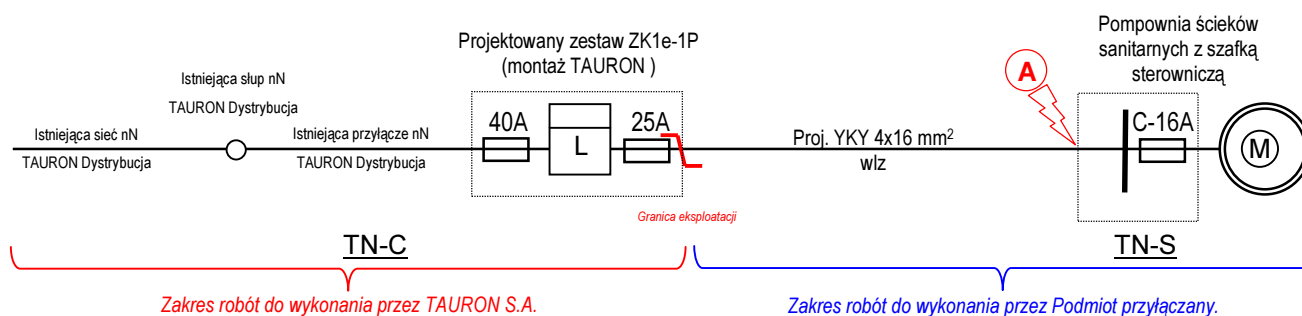 Projektowany zestaw ZK1e-1P
(montaż TAURON )
Pompownia ścieków
sanitarnych z szafką
sterowniczą
Istniejąca słup nN
TAURON Dystrybucja
Istniejąca sieć nN
TAURON Dystrybucja
Istniejąca przyłącze nN
TAURON Dystrybucja
40A
L
25A
Proj. YKY 4x16 mm²
wlz
A
C-16A
M
Granica eksploatacji
TN-C
TN-S
Zakres robót do wykonania przez TAURON S.A.
Zakres robót do wykonania przez Podmiot przyłączany.